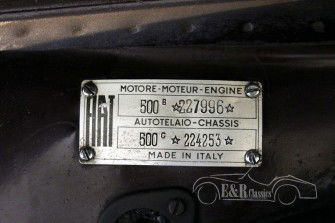 FIAT
MOTORE-MOTEUR-ENGINE
500 B ☆227996☆
AUTOTELAIO-CHASSIS
500 C ☆224253☆
MADE IN ITALY
E&R Classics